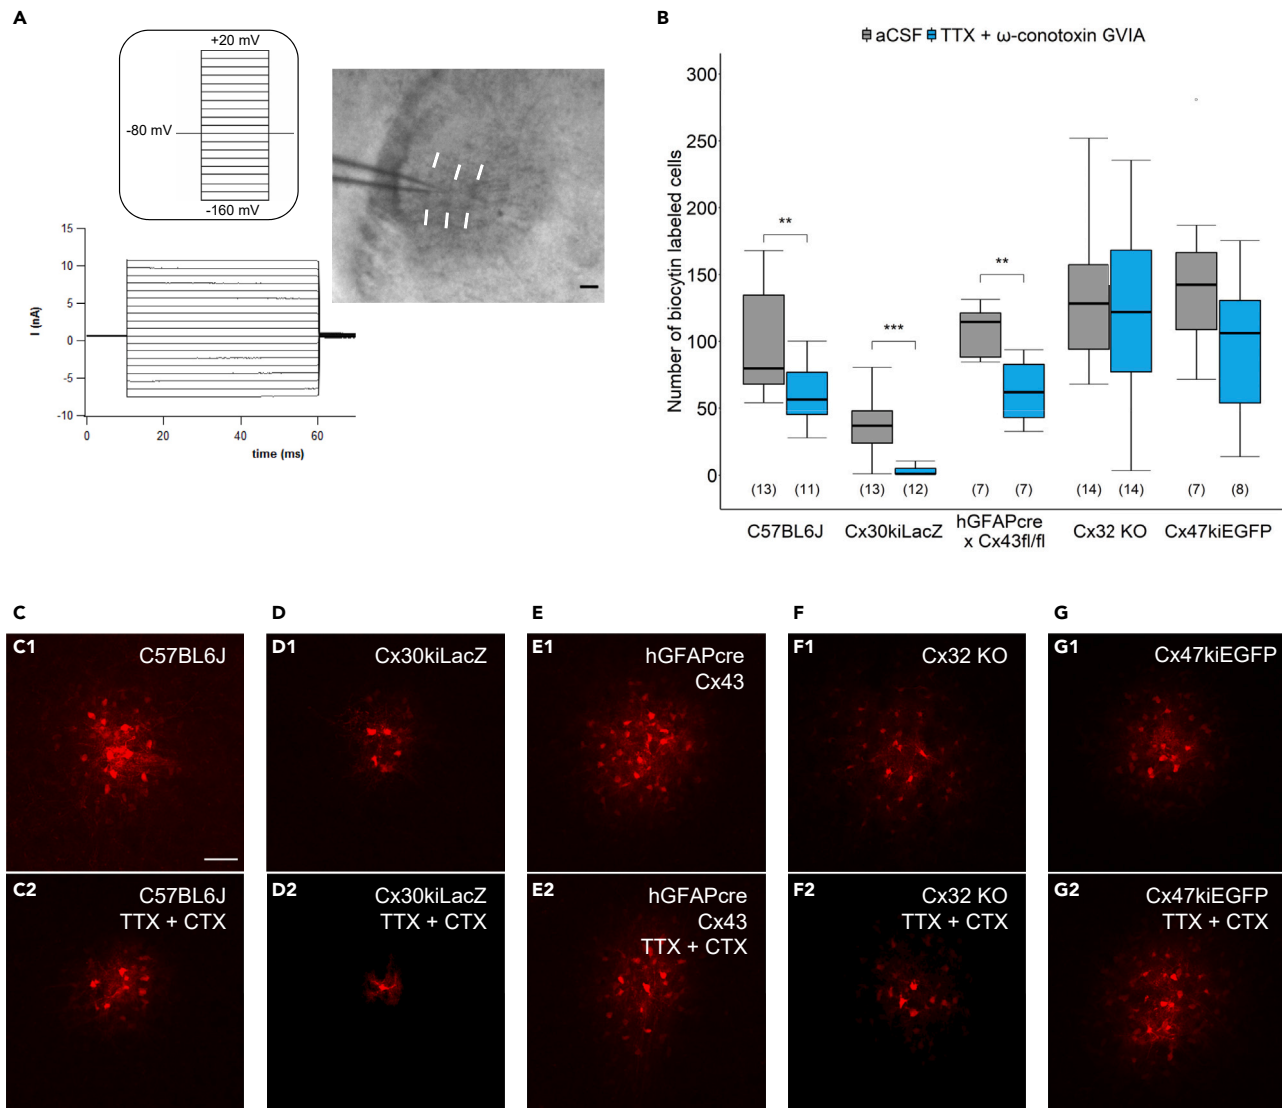 A
+20 mV
-80 mV
-160 mV
15
10
5
0
-5
-10
I (nA)
0
20
40
60
time (ms)
B
aCSF TTX + ω-conotoxin GVIA
Number of biocytin labeled cells
300
250
200
150
100
50
0
**
***
**
(13)
(11)
(13)
(12)
(7)
(7)
(14)
(14)
(7)
(8)
C57BL6J
Cx30kiLacZ
hGFAPcre
x Cx43fl/fl
Cx32 KO
Cx47kiEGFP
C
D
E
F
G
C1
C57BL6J
D1
Cx30kiLacZ
E1
hGFAPcre
Cx43
F1
Cx32 KO
G1
Cx47kiEGFP
C2
C57BL6J
TTX + CTX
D2
Cx30kiLacZ
TTX + CTX
E2
hGFAPcre
Cx43
TTX + CTX
F2
Cx32 KO
TTX + CTX
G2
Cx47kiEGFP
TTX + CTX